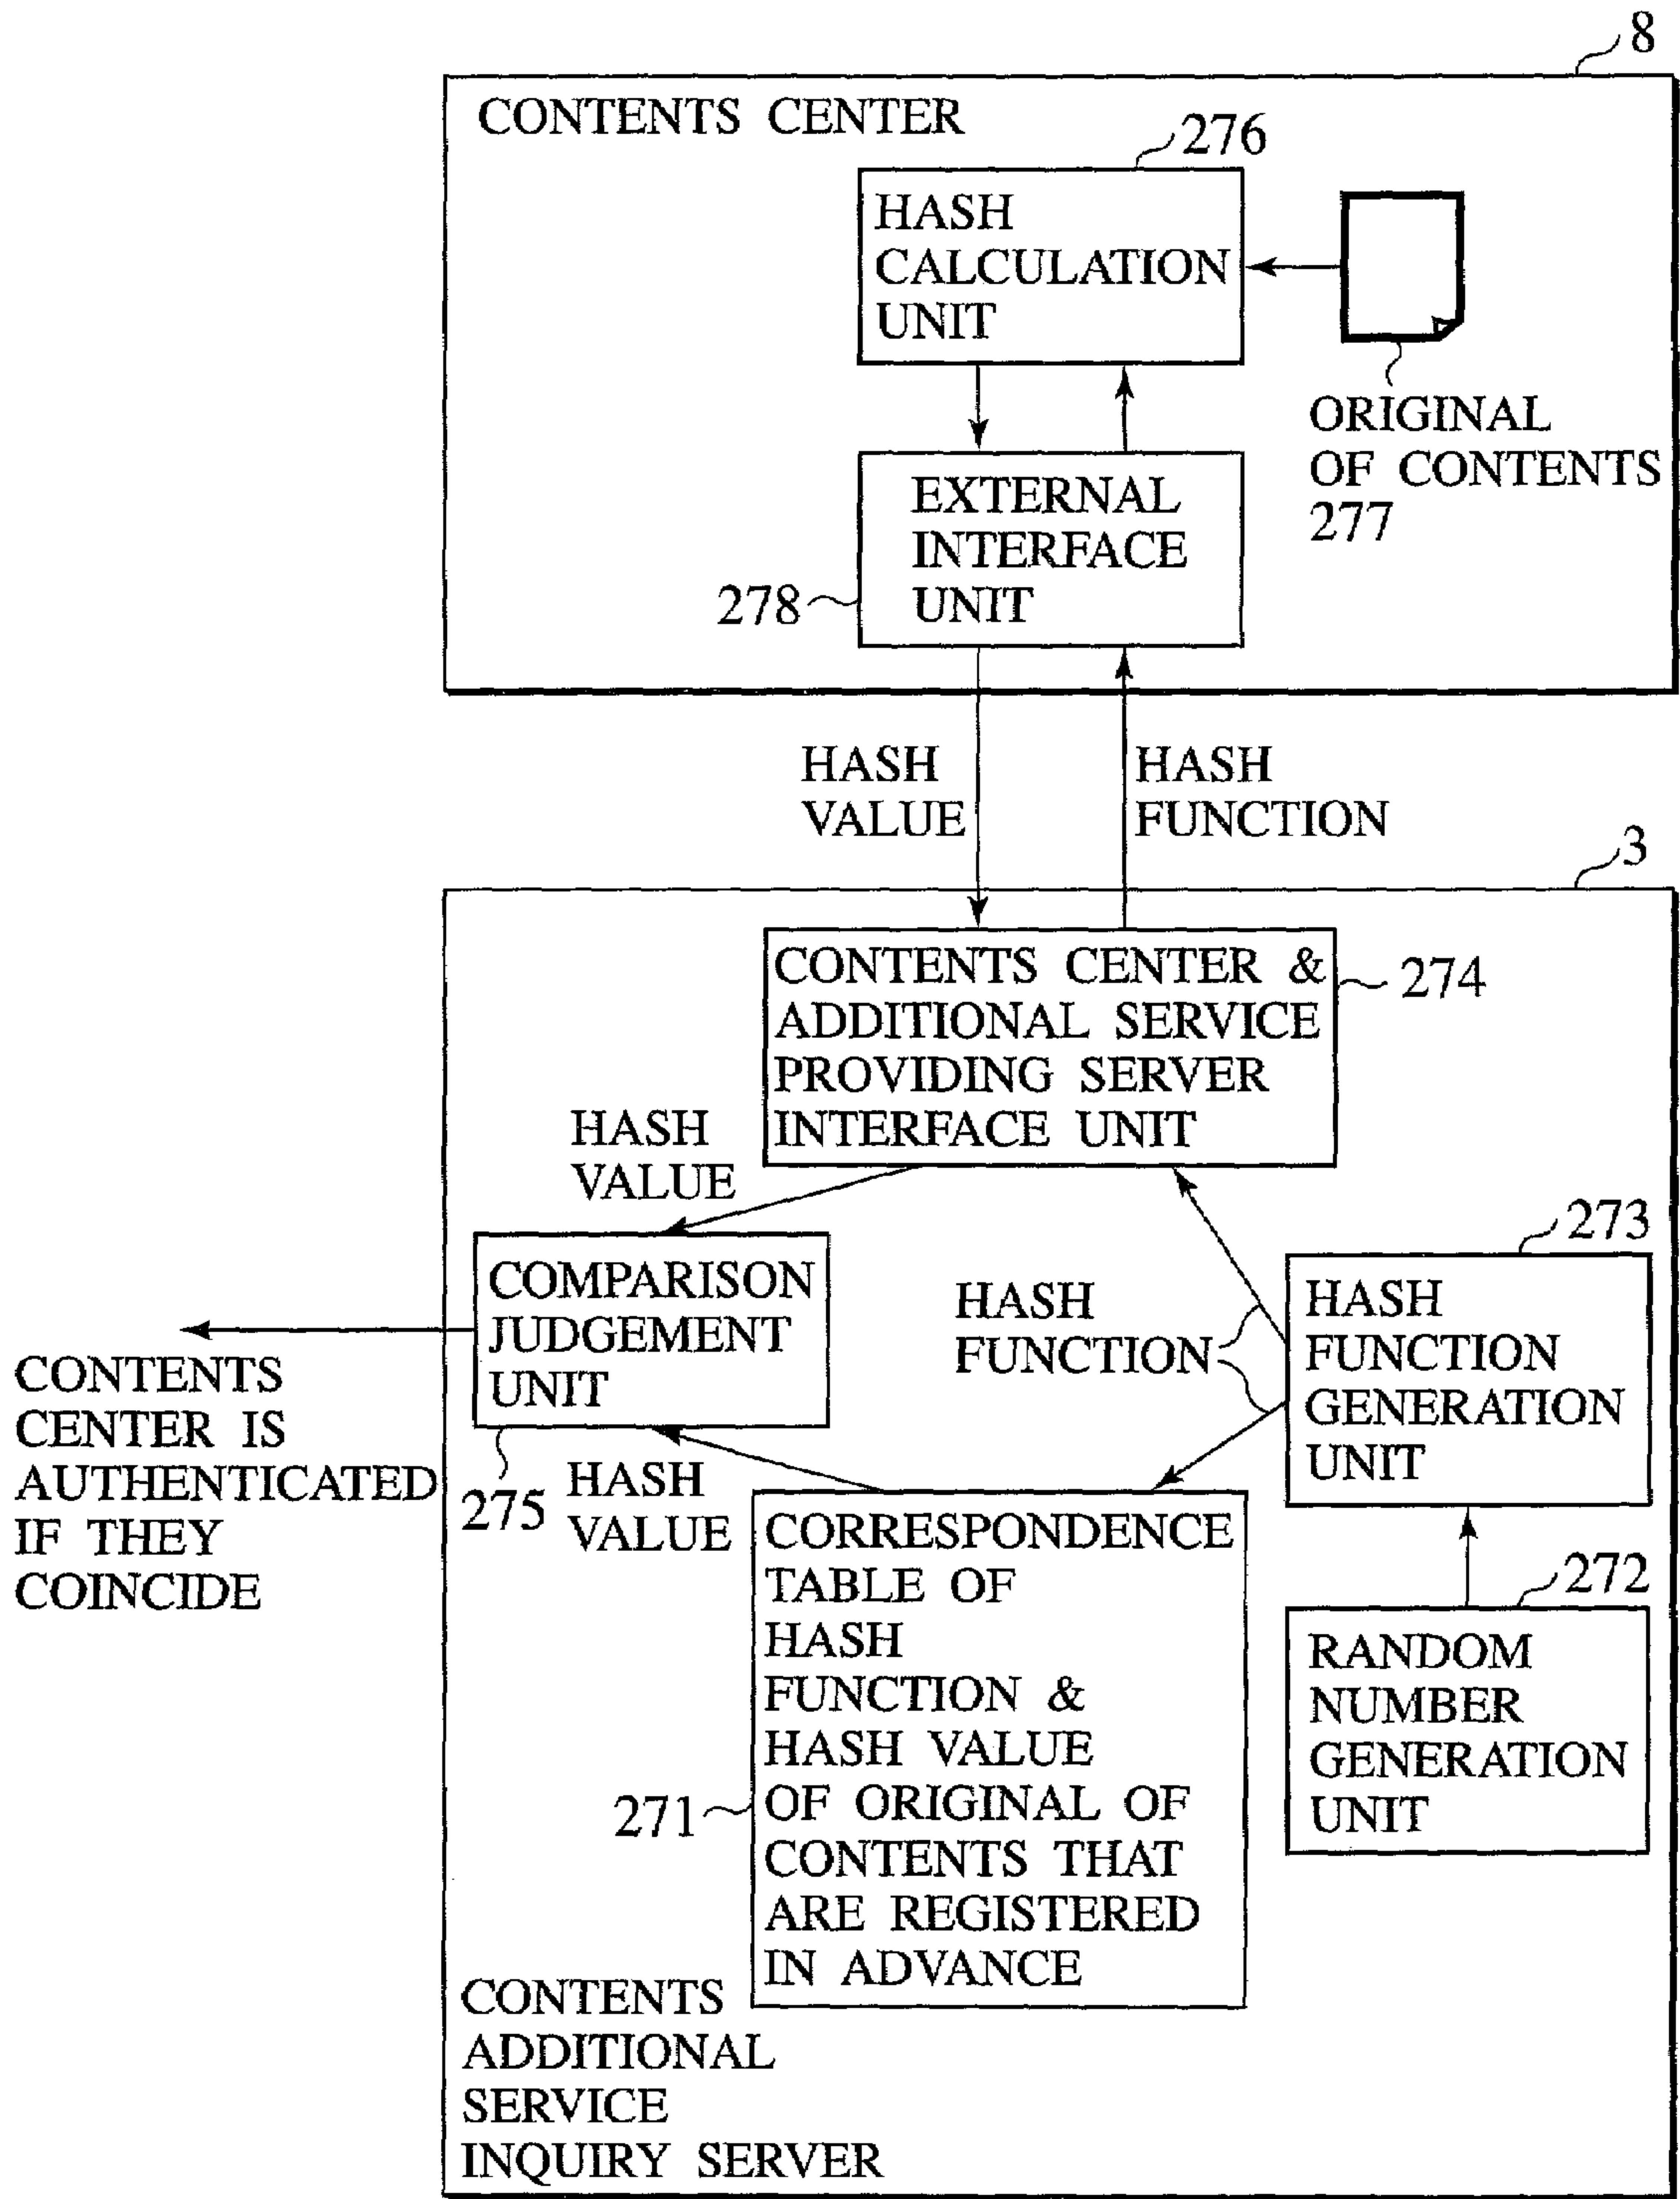 8
CONTENTS CENTER
276
HASH
CALCULATION
UNIT
ORIGINAL
OF CONTENTS
277
EXTERNAL
INTERFACE
UNIT
278
HASH
VALUE
HASH
FUNCTION
3
CONTENTS CENTER &
ADDITIONAL SERVICE
PROVIDING SERVER
INTERFACE UNIT
274
HASH
VALUE
273
HASH
FUNCTION
GENERATION
UNIT
HASH
FUNCTION
COMPARISON
JUDGEMENT
UNIT
275
CONTENTS
CENTER IS
AUTHENTICATED
IF THEY
COINCIDE
HASH
VALUE
CORRESPONDENCE
TABLE OF
HASH
FUNCTION &
HASH VALUE
OF ORIGINAL OF
CONTENTS THAT
ARE REGISTERED
IN ADVANCE
271
272
RANDOM
NUMBER
GENERATION
UNIT
CONTENTS
ADDITIONAL
SERVICE
INQUIRY SERVER